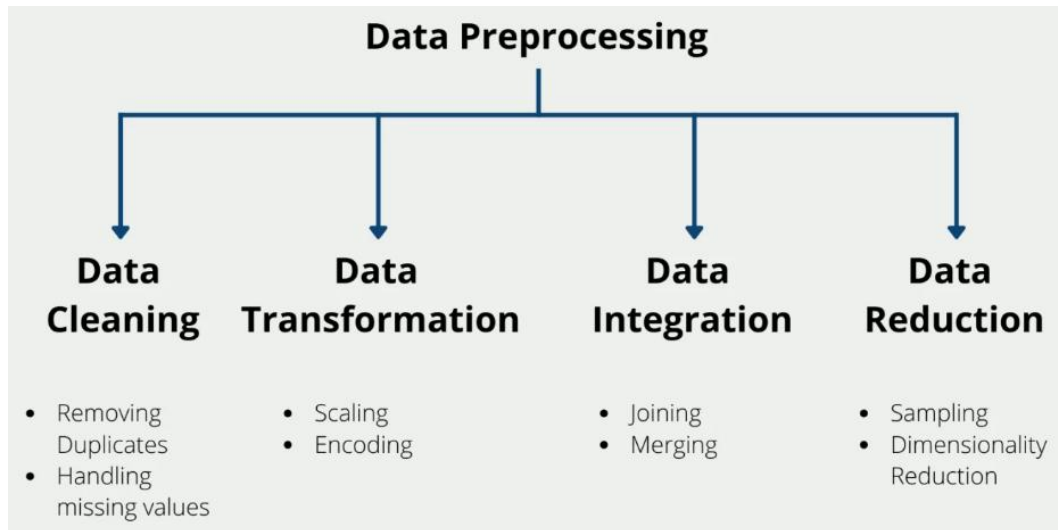 Data Preprocessing
Data
Cleaning
Data
Transformation
Data
Integration
Data
Reduction
• Removing
Duplicates
• Handling
missing values
• Scaling
• Encoding
• Joining
• Merging
• Sampling
• Dimensionality
Reduction